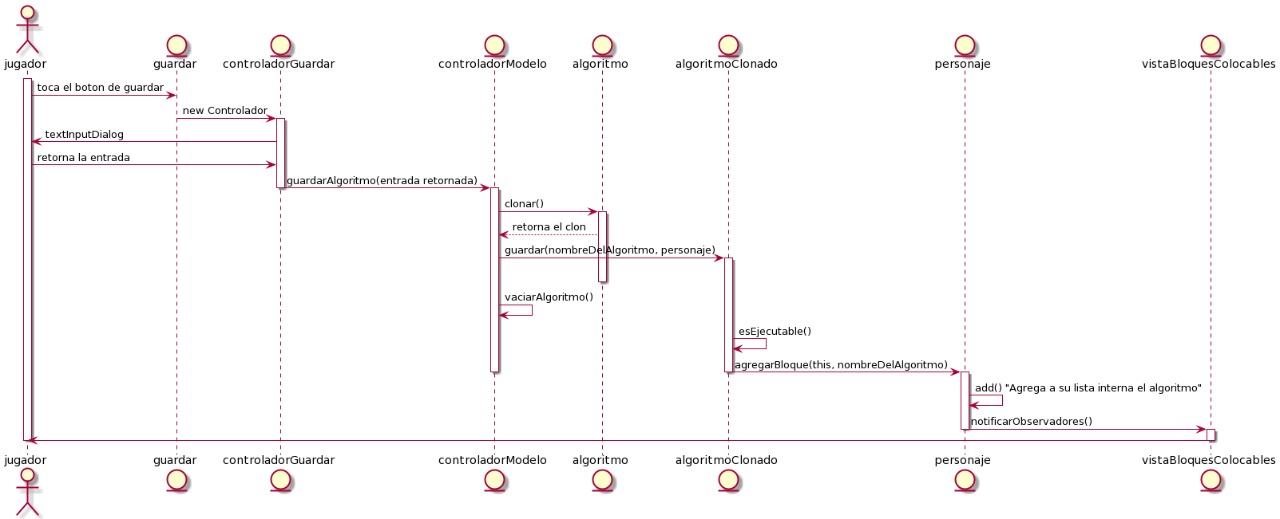 jugador
guardar
controladorGuardar
controladorModelo
algoritmo
algoritmoClonado
personaje
vistaBloquesColocables
toca el boton de guardar
new Controlador
textInputDialog
retorna la entrada
guardarAlgoritmo(entrada retornada)
clonar()
retorna el clon
guardar(nombreDelAlgoritmo, personaje)
vaciarAlgoritmo()
esEjecutable()
agregarBloque(this, nombreDelAlgoritmo)
add() "Agrega a su lista interna el algoritmo"
notificarObservadores()
jugador
guardar
controladorGuardar
controladorModelo
algoritmo
algoritmoClonado
personaje
vistaBloquesColocables